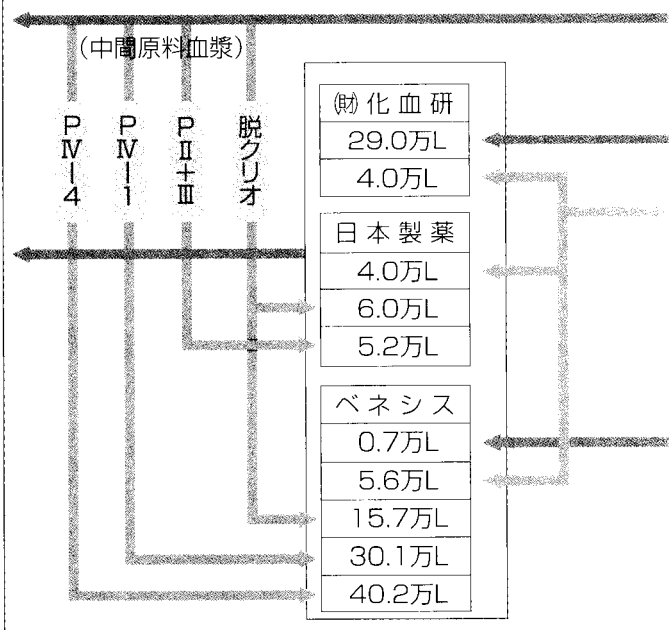 (中間原料血漿)
PⅣ-4
PⅣ-1
PⅡ+Ⅲ
脱クリオ
㈶化血研
29.0万L
4.0万L
日本製薬
4.0万L
6.0万L
5.2万L
ベネシス
0.7万L
5.6万L
15.7万L
30.1万L
40.2万L